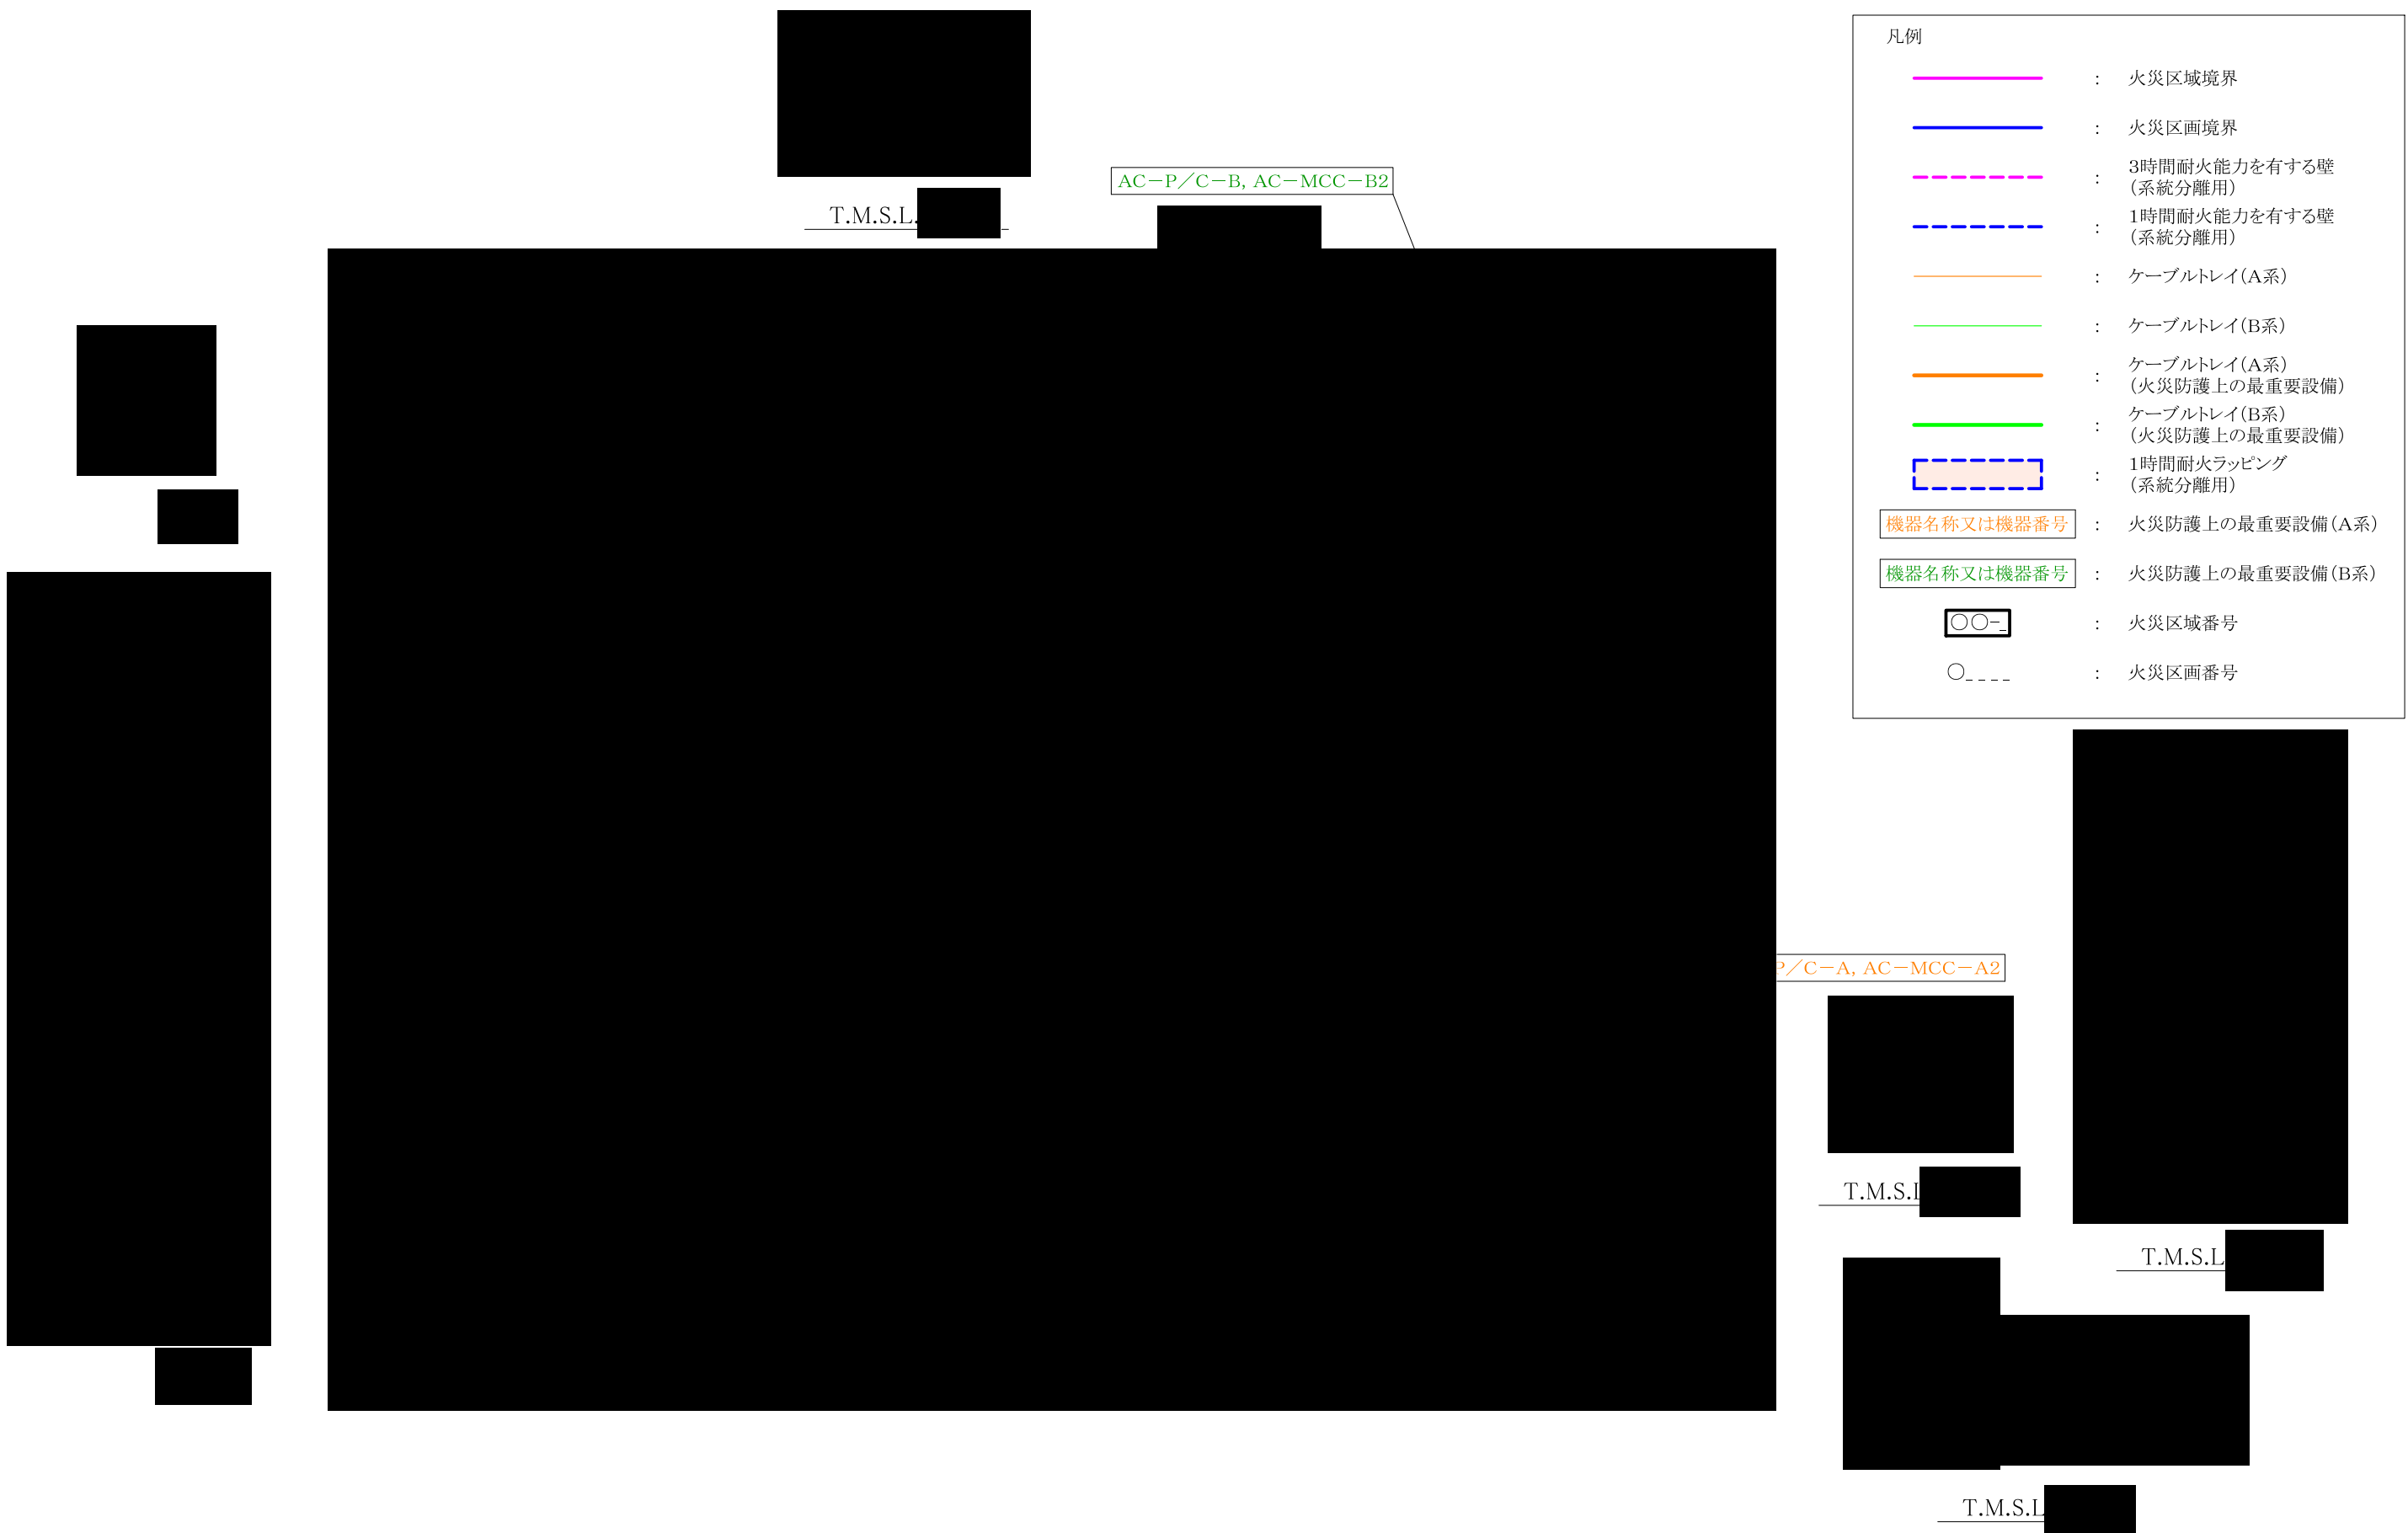 AC－P／C－B, AC－MCC－B2
T.M.S.L.
凡例
： 火災区域境界
： 火災区画境界
： 3時間耐火能力を有する壁
（系統分離用）
： 1時間耐火能力を有する壁
（系統分離用）
： ケーブルトレイ（A系）
： ケーブルトレイ（B系）
： ケーブルトレイ（A系）
（火災防護上の最重要設備）
： ケーブルトレイ（B系）
（火災防護上の最重要設備）
： 1時間耐火ラッピング
（系統分離用）
機器名称又は機器番号 ： 火災防護上の最重要設備（A系）
機器名称又は機器番号 ： 火災防護上の最重要設備（B系）
○○-_ ： 火災区域番号
○_ _ _ _ ： 火災区画番号
P／C－A, AC－MCC－A2
T.M.S.L
T.M.S.L
T.M.S.L